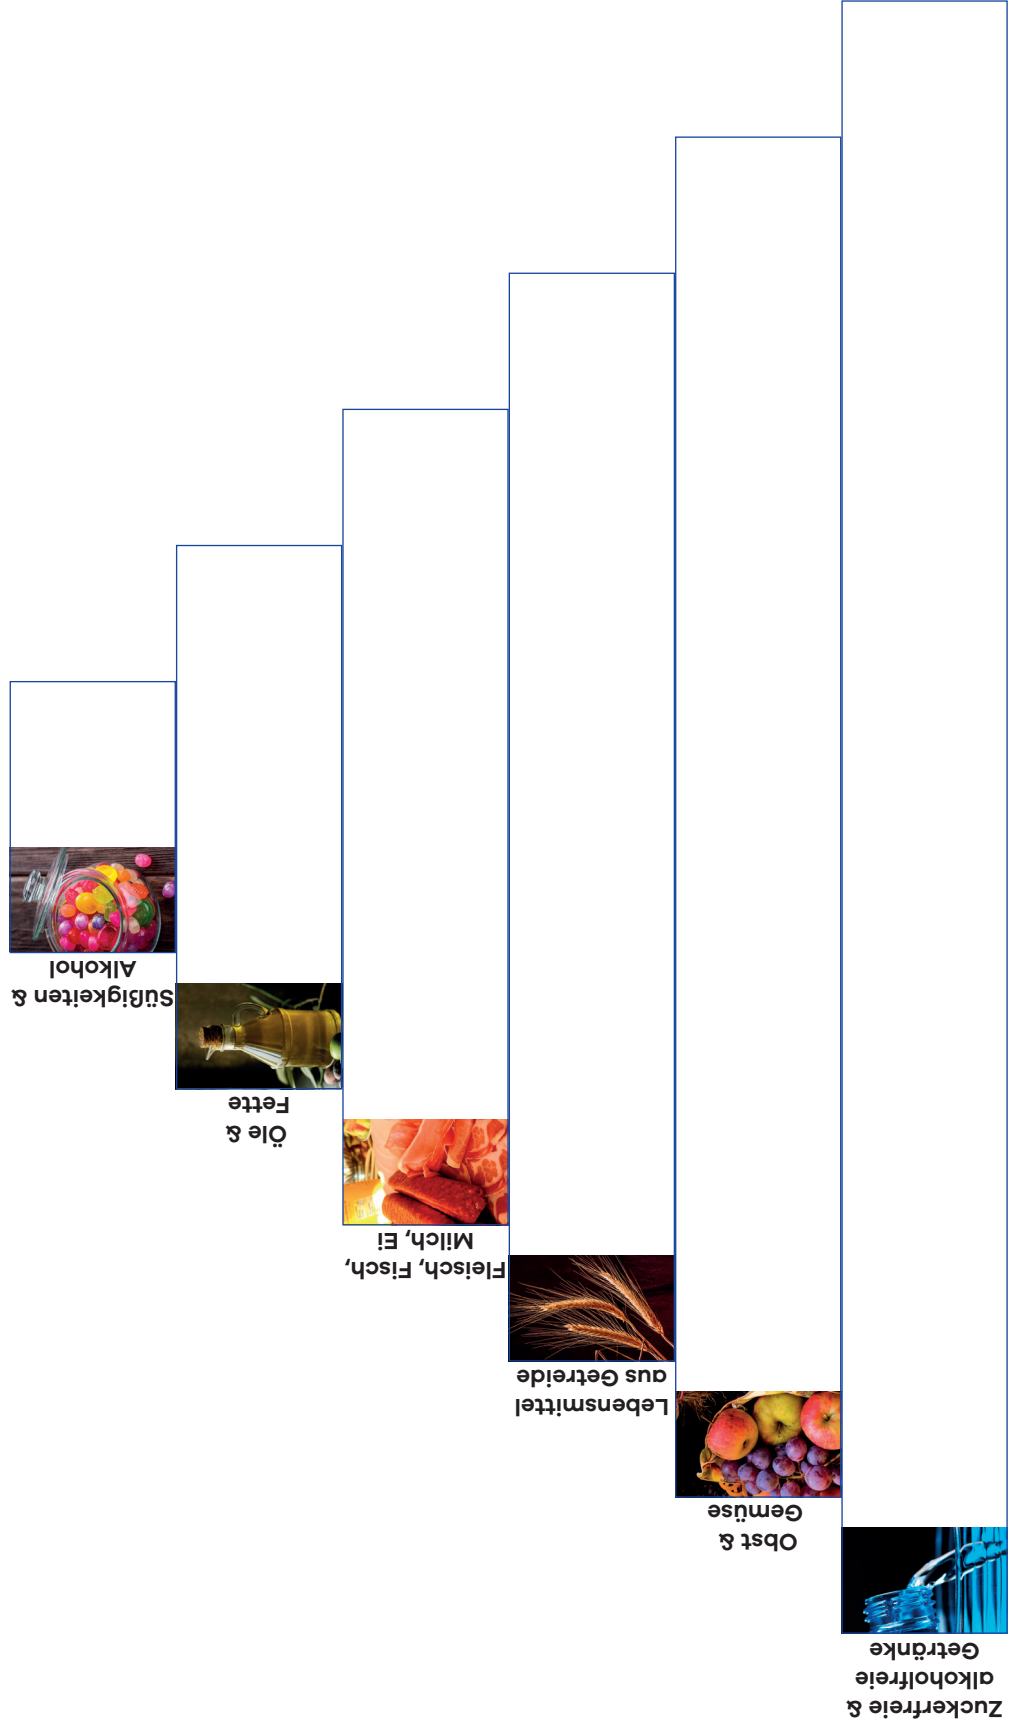 Zuckerfreie &
alkoholfreie
Getränke
Obst &
Gemüse
Lebensmittel
aus Getreide
Fleisch, Fisch,
Milch, Ei
Öle &
Fette
Süßigkeiten &
Alkohol